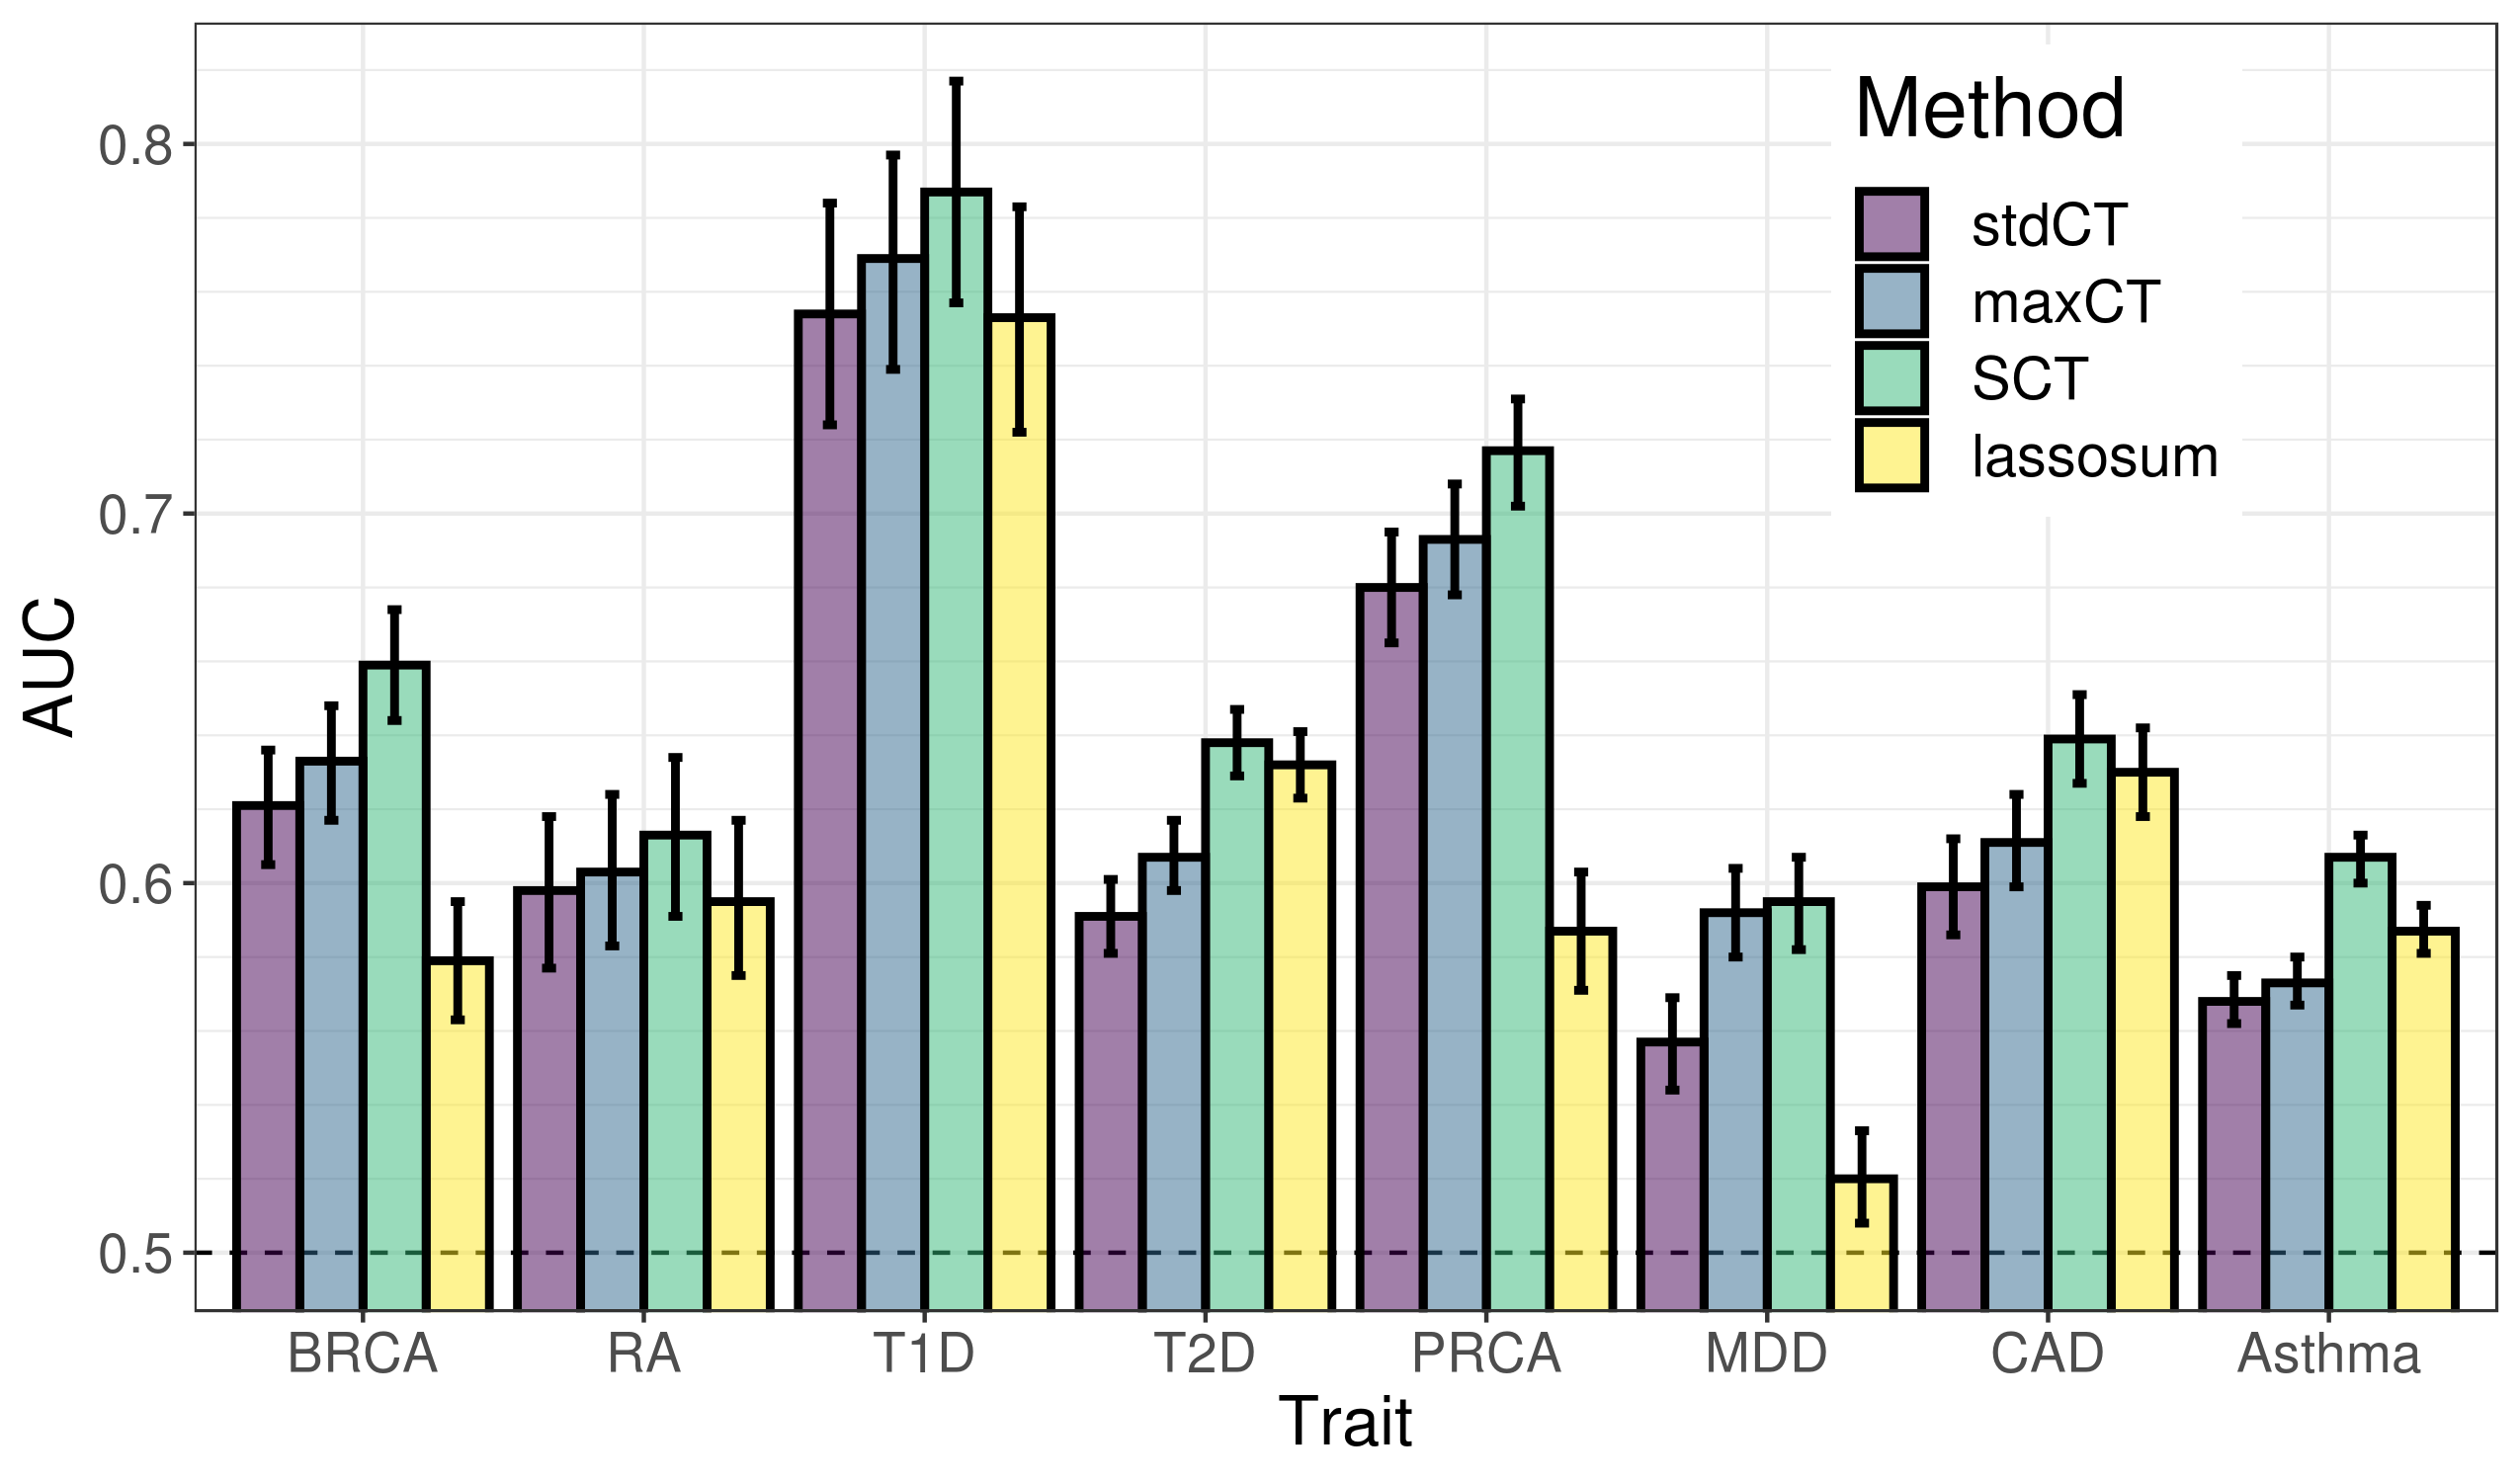 Method
stdCT
maxCT
SCT
lassosum
AUC
0.8
0.7
0.6
0.5
BRCA RA T1D T2D PRCA MDD CAD Asthma
Trait